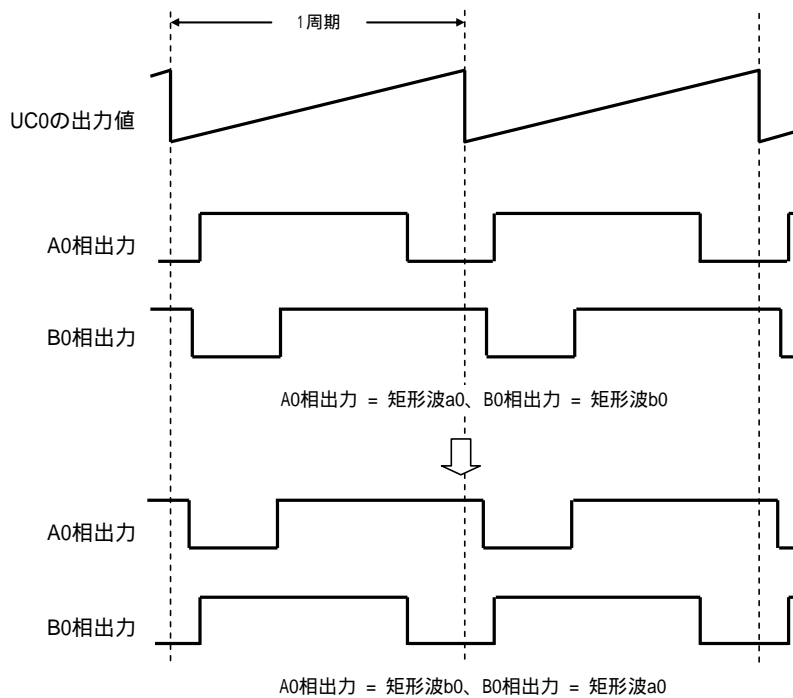 1周期
UC0の出力値
A0相出力
B0相出力
A0相出力 = 矩形波a0、B0相出力 = 矩形波b0
A0相出力
B0相出力
A0相出力 = 矩形波b0、B0相出力 = 矩形波a0